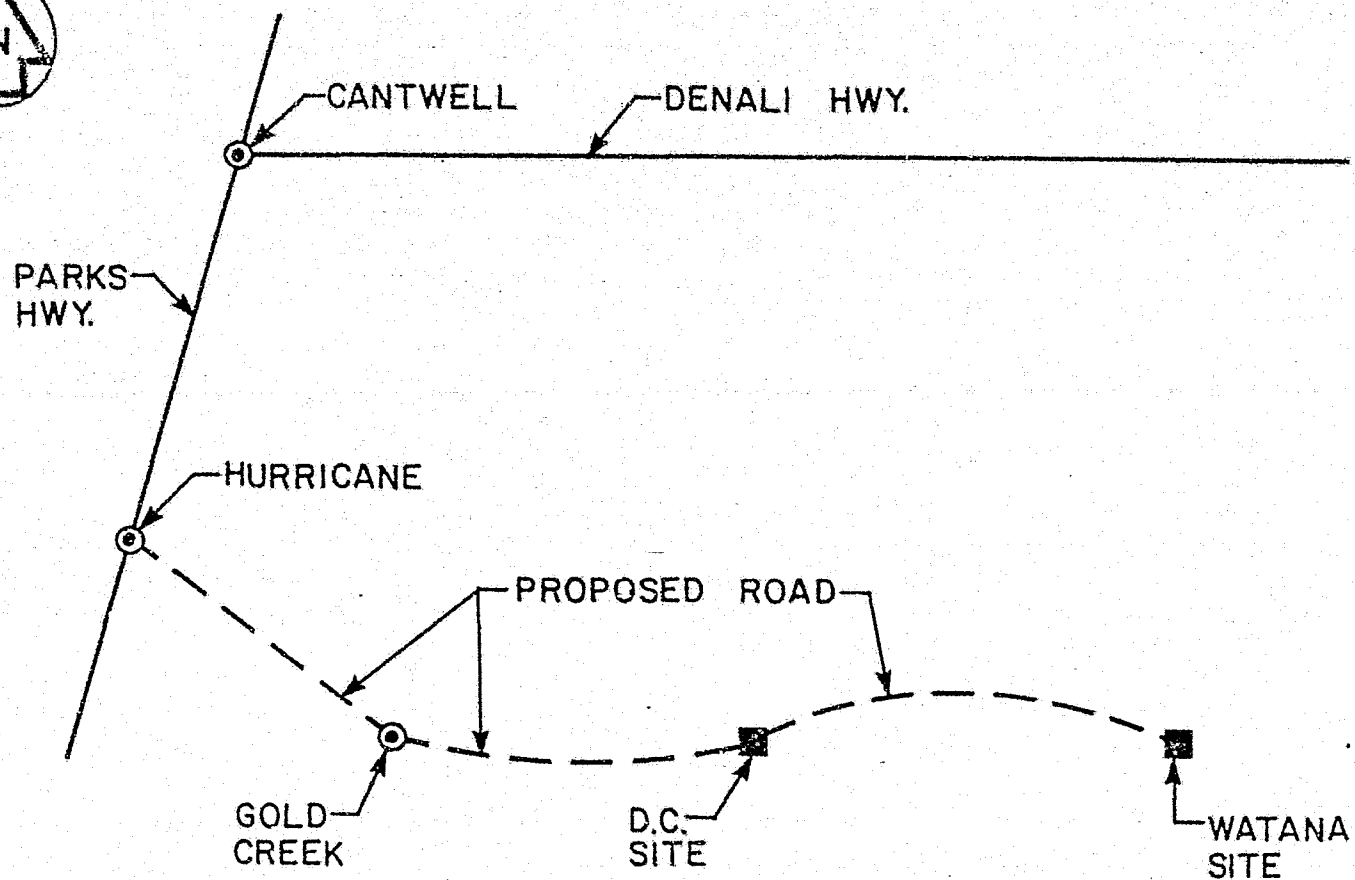 N
CANTWELL
DENALI HWY.
PARKS
HWY.
HURRICANE
PROPOSED ROAD
GOLD
CREEK
D.C.
SITE
WATANA
SITE